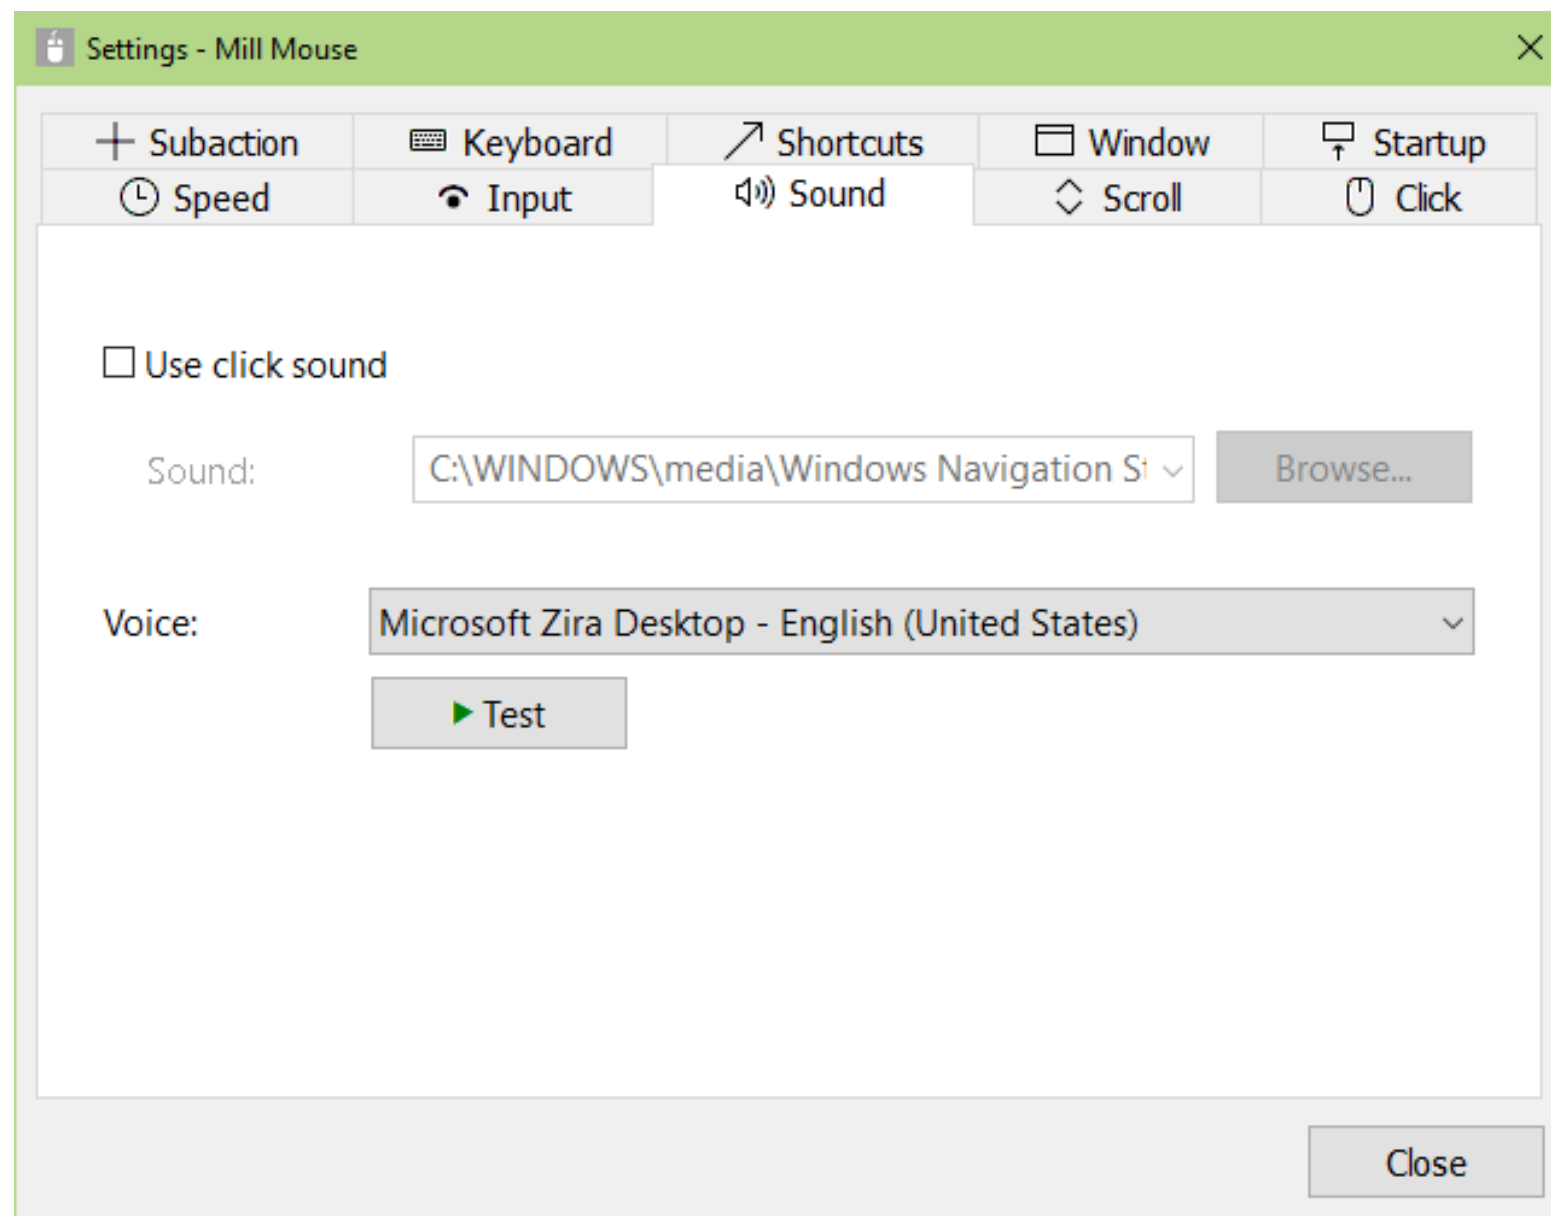 Settings - Mill Mouse
Subaction Keyboard Shortcuts Window Startup
Speed Input Sound Scroll Click
Use click sound
Sound: C:\WINDOWS\media\Windows Navigation St Browse...
Voice: Microsoft Zira Desktop - English (United States)
Test
Close